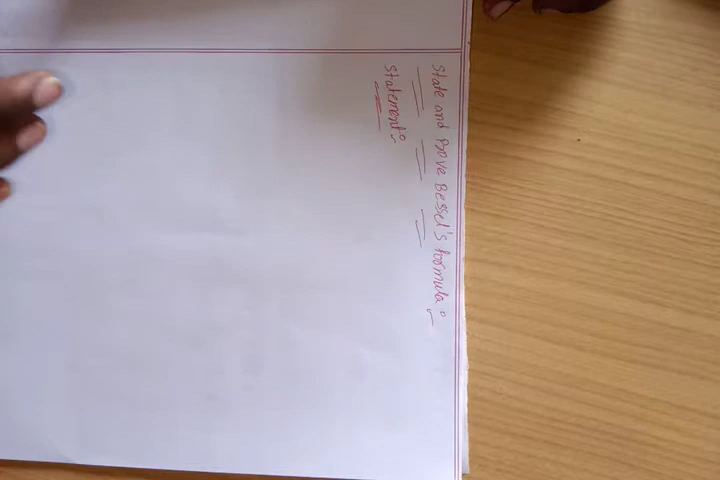 State and Prove Bessel's formula:-
Statement:-